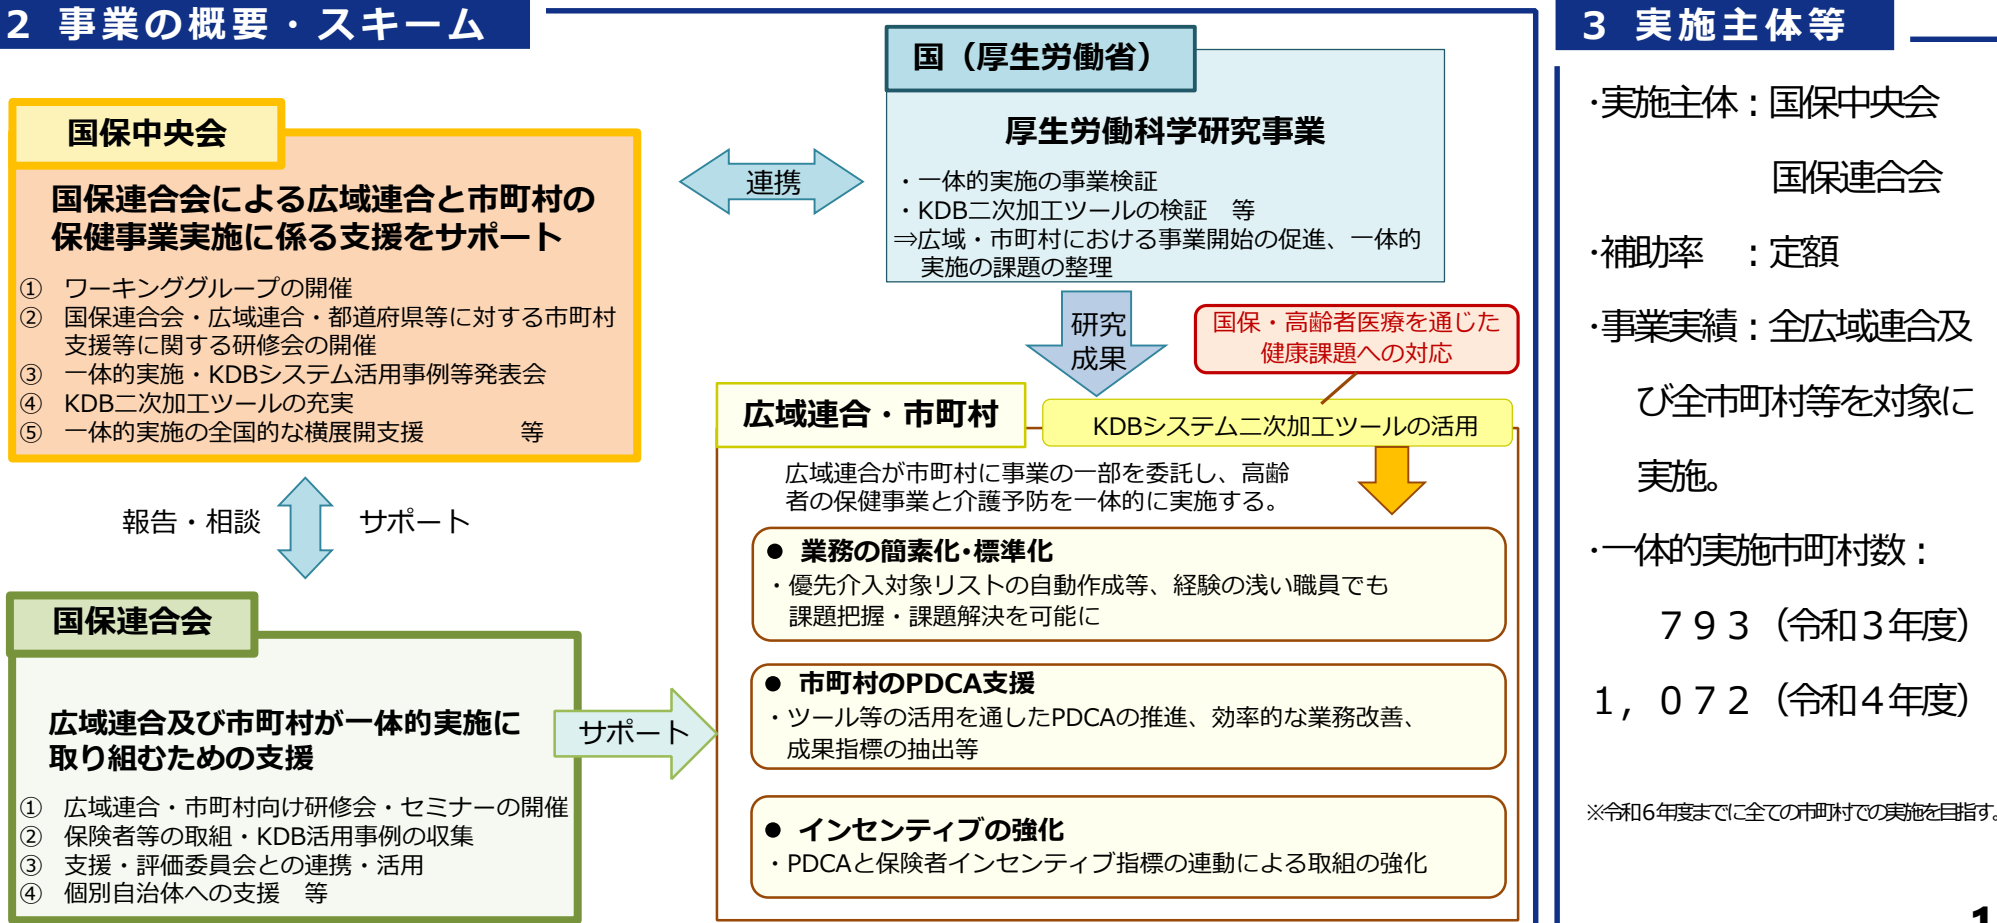 2 事業の概要・スキーム
国保中央会
国保連合会による広域連合と市町村の
保健事業実施に係る支援をサポート
① ワーキンググループの開催
② 国保連合会・広域連合・都道府県等に対する市町村
支援等に関する研修会の開催
③ 一体的実施・KDBシステム活用事例等発表会
④ KDB二次加工ツールの充実
⑤ 一体的実施の全国的な横展開支援　　　等
報告・相談
サポート
国保連合会
広域連合及び市町村が一体的実施に
取り組むための支援
① 広域連合・市町村向け研修会・セミナーの開催
② 保険者等の取組・KDB活用事例の収集
③ 支援・評価委員会との連携・活用
④ 個別自治体への支援　等
サポート
連携
国（厚生労働省）
厚生労働科学研究事業
・一体的実施の事業検証
・KDB二次加工ツールの検証　等
⇒広域・市町村における事業開始の促進、一体的
実施の課題の整理
研究
成果
国保・高齢者医療を通じた
健康課題への対応
広域連合・市町村
KDBシステム二次加工ツールの活用
広域連合が市町村に事業の一部を委託し、高齢
者の保健事業と介護予防を一体的に実施する。
● 業務の簡素化・標準化
・優先介入対象リストの自動作成等、経験の浅い職員でも
課題把握・課題解決を可能に
● 市町村のPDCA支援
・ツール等の活用を通したPDCAの推進、効率的な業務改善、
成果指標の抽出等
● インセンティブの強化
・PDCAと保険者インセンティブ指標の連動による取組の強化
3 実施主体等
・実施主体：国保中央会
国保連合会
・補助率　：定額
・事業実績：全広域連合及
び全市町村等を対象に
実施。
・一体的実施市町村数：
７９３（令和３年度）
１，０７２（令和４年度）
※令和６年度までに全ての市町村での実施を目指す。